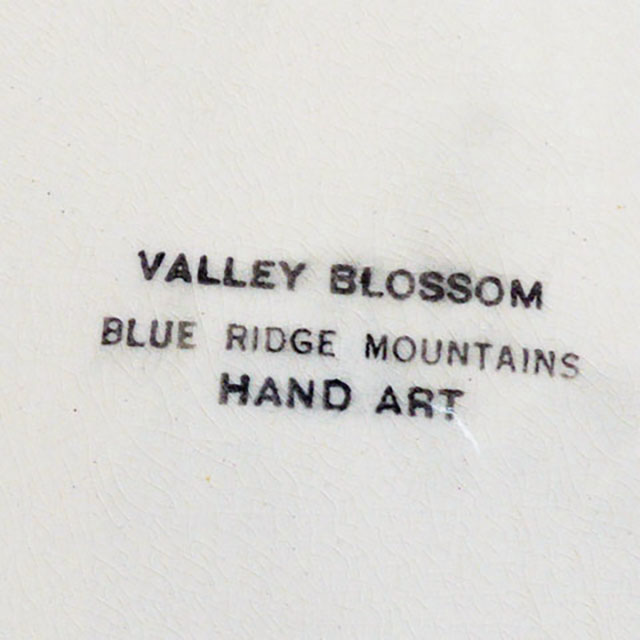 VALLEY BLOSSOM
BLUE RIDGE MOUNTAINS
HAND ART